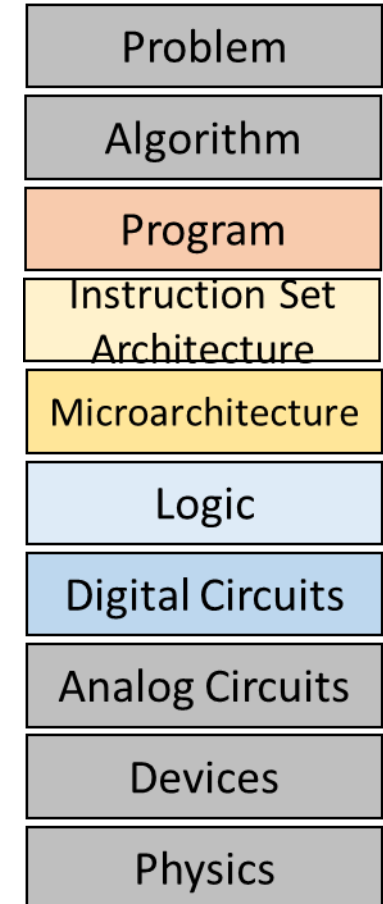 Problem
Algorithm
Program
Instruction Set
Architecture
Microarchitecture
Logic
Digital Circuits
Analog Circuits
Devices
Physics